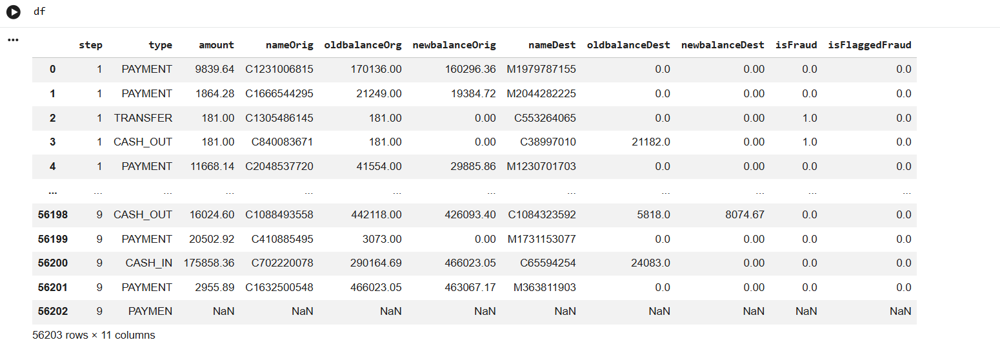 df
step type amount nameOrig oldbalanceOrg newbalanceOrig nameDest oldbalanceDest newbalanceDest isFraud isFlaggedFraud
0 1 PAYMENT 9839.64 C1231006815 170136.00 160296.36 M1979787155 0.0 0.00 0.0 0.0
1 1 PAYMENT 1864.28 C1666544295 21249.00 19384.72 M2044282225 0.0 0.00 0.0 0.0
2 1 TRANSFER 181.00 C1305486145 181.00 0.00 C553264065 0.0 0.00 1.0 0.0
3 1 CASH_OUT 181.00 C840083671 181.00 0.00 C38997010 21182.0 0.00 1.0 0.0
4 1 PAYMENT 11668.14 C2048537720 41554.00 29885.86 M1230701703 0.0 0.00 0.0 0.0
... ... ... ... ... ... ... ... ... ... ... ...
56198 9 CASH_OUT 16024.60 C1088493558 442118.00 426093.40 C1084323592 5818.0 8074.67 0.0 0.0
56199 9 PAYMENT 20502.92 C410885495 3073.00 0.00 M1731153077 0.0 0.00 0.0 0.0
56200 9 CASH_IN 175858.36 C702220078 290164.69 466023.05 C65594254 24083.0 0.00 0.0 0.0
56201 9 PAYMENT 2955.89 C1632500548 466023.05 463067.17 M363811903 0.0 0.00 0.0 0.0
56202 9 PAYMEN NaN NaN NaN NaN NaN NaN NaN NaN NaN
56203 rows × 11 columns